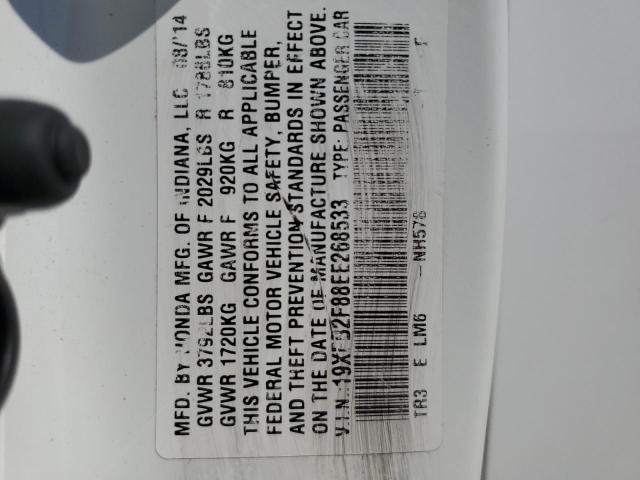 MFD. BY HONDA MFG. OF INDIANA, LLC 08/14
GVWR 3792LBS GAWR F 2029LBS R 1786LBS
GVWR 1720KG GAWR F 920KG R 810KG
THIS VEHICLE CONFORMS TO ALL APPLICABLE
FEDERAL MOTOR VEHICLE SAFETY, BUMPER,
AND THEFT PREVENTION STANDARDS IN EFFECT
ON THE DATE OF MANUFACTURE SHOWN ABOVE.
V.I.N. 19XFB2F88EE268533 TYPE: PASSENGER CAR
TR3 E LM6 - NH578 F